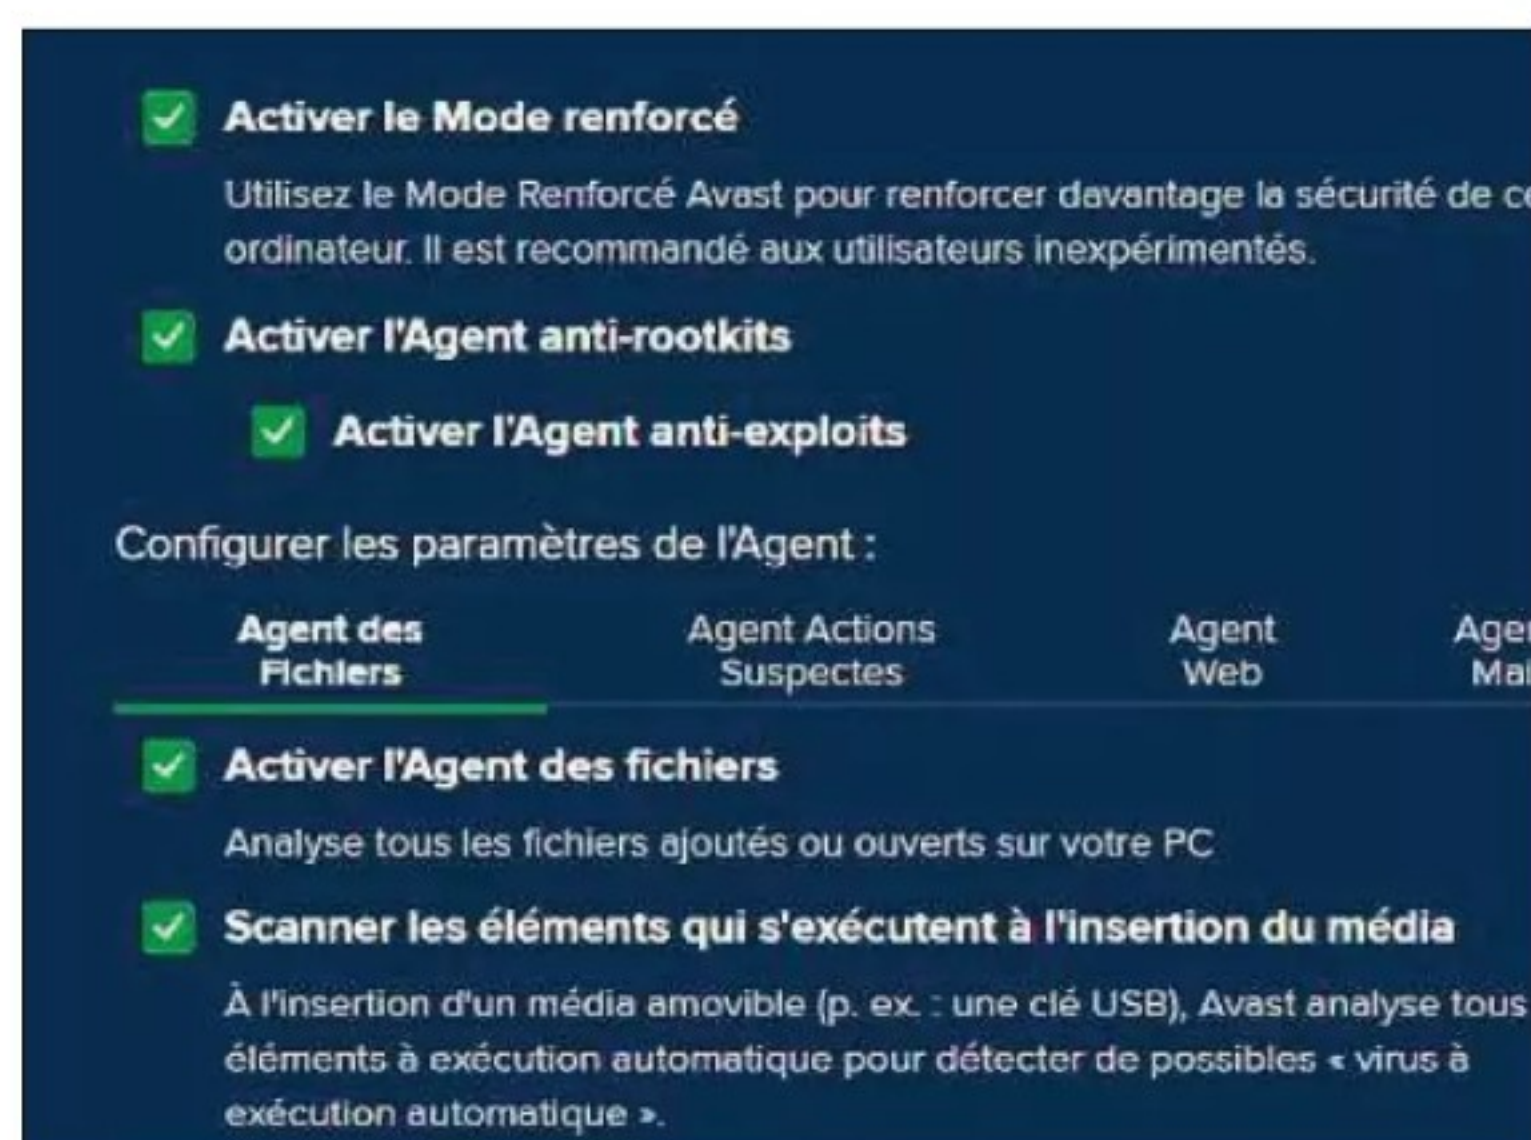 Activer le Mode renforcé
Utilisez le Mode Renforcé Avast pour renforcer davantage la sécurité de ce
ordinateur. Il est recommandé aux utilisateurs inexpérimentés.
Activer l'Agent anti-rootkits
Activer l'Agent anti-exploits
Configurer les paramètres de l'Agent :
Agent des Fichiers
Agent Actions Suspectes
Agent Web
Agen Mai
Activer l'Agent des fichiers
Analyse tous les fichiers ajoutés ou ouverts sur votre PC
Scanner les éléments qui s'exécutent à l'insertion du média
À l'insertion d'un média amovible (p. ex. : une clé USB), Avast analyse tous
éléments à exécution automatique pour détecter de possibles « virus à
exécution automatique ».